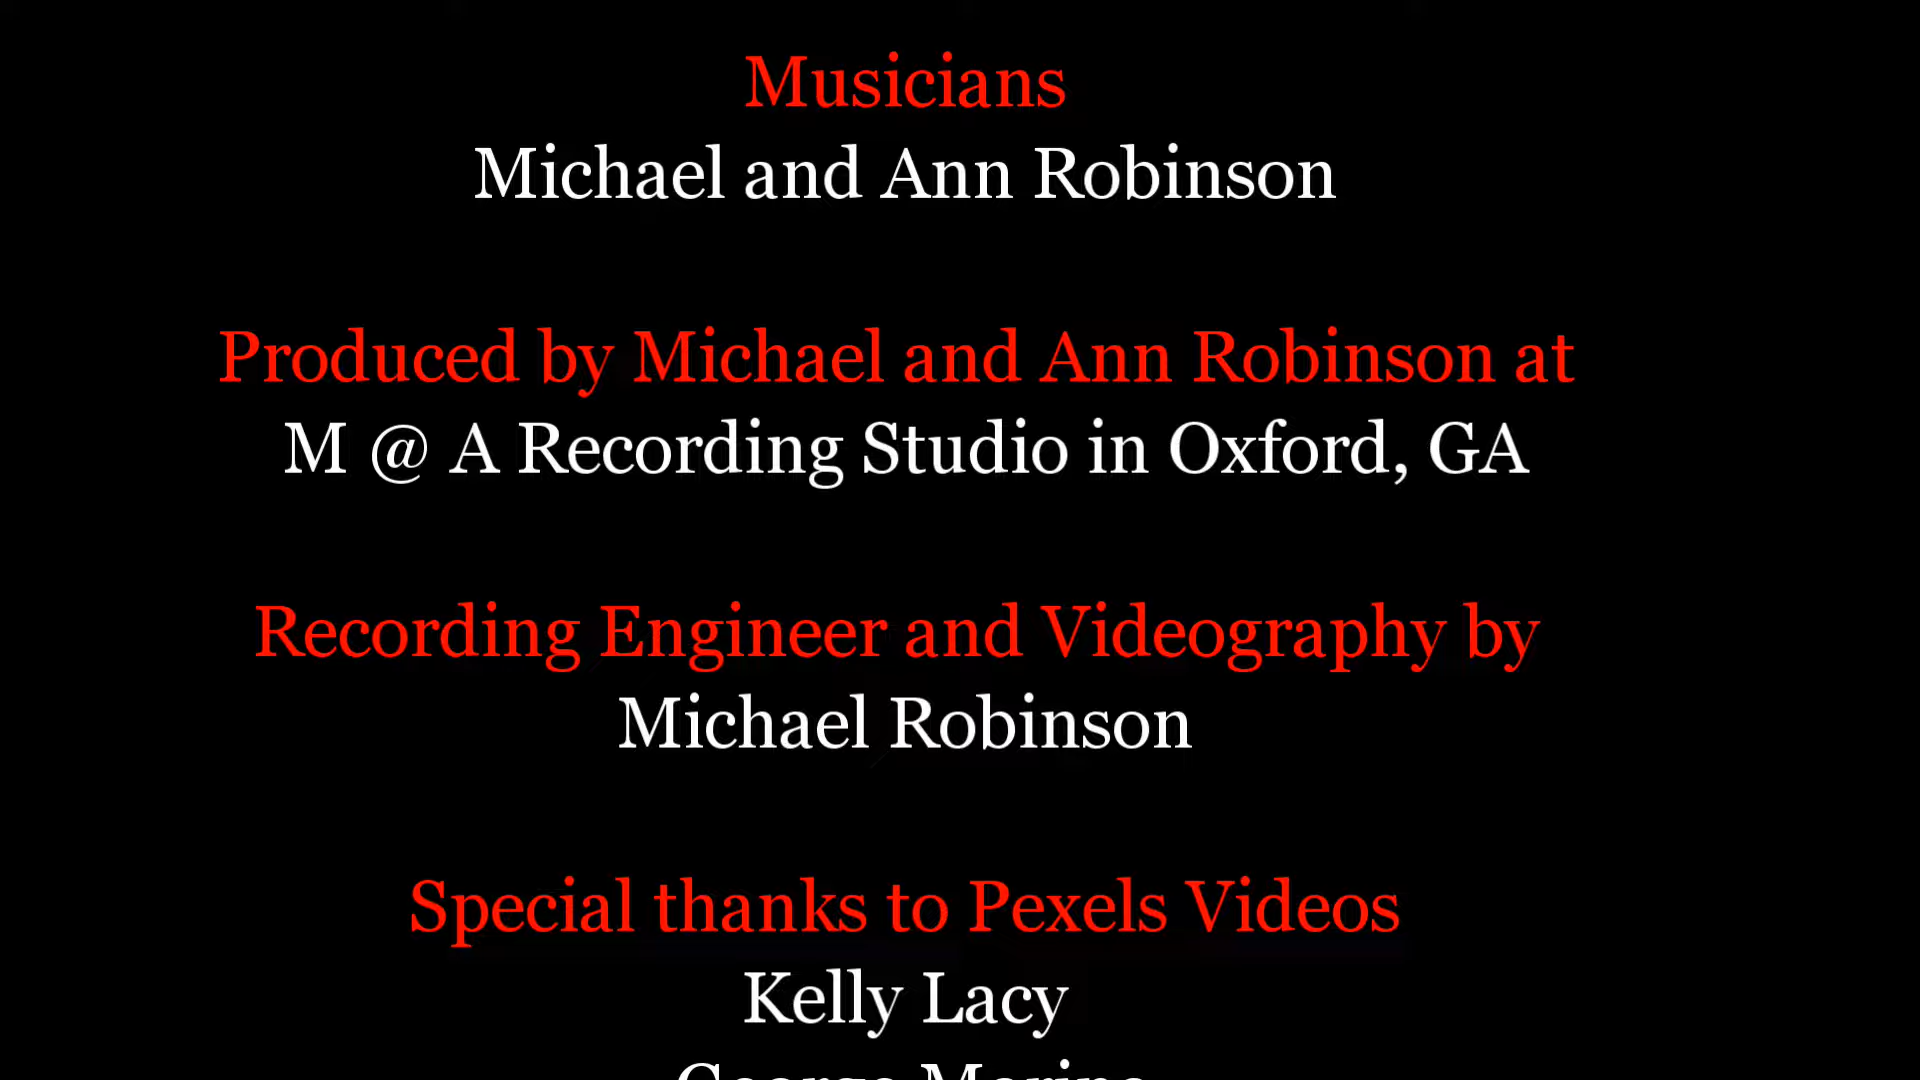 Musicians
Michael and Ann Robinson
Produced by Michael and Ann Robinson at
M @ A Recording Studio in Oxford, GA
Recording Engineer and Videography by
Michael Robinson
Special thanks to Pexels Videos
Kelly Lacy
George